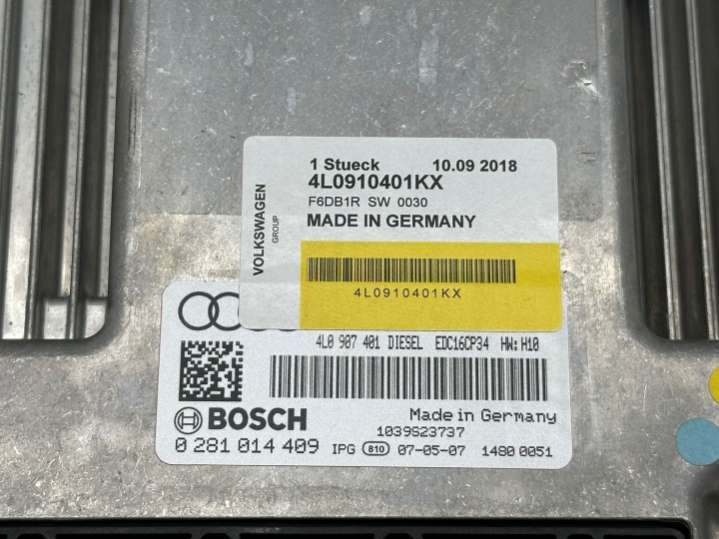 1 Stueck 10.09 2018
4L0910401KX
F6DB1R SW 0030
MADE IN GERMANY
VOLKSWAGEN
GROUP
4L0910401KX
4L0 907 401 DIESEL EDC16CP34 HW:H10
BOSCH
Made in Germany
1039S23737
0 281 014 409 IPG 810 07-05-07 1480 0051